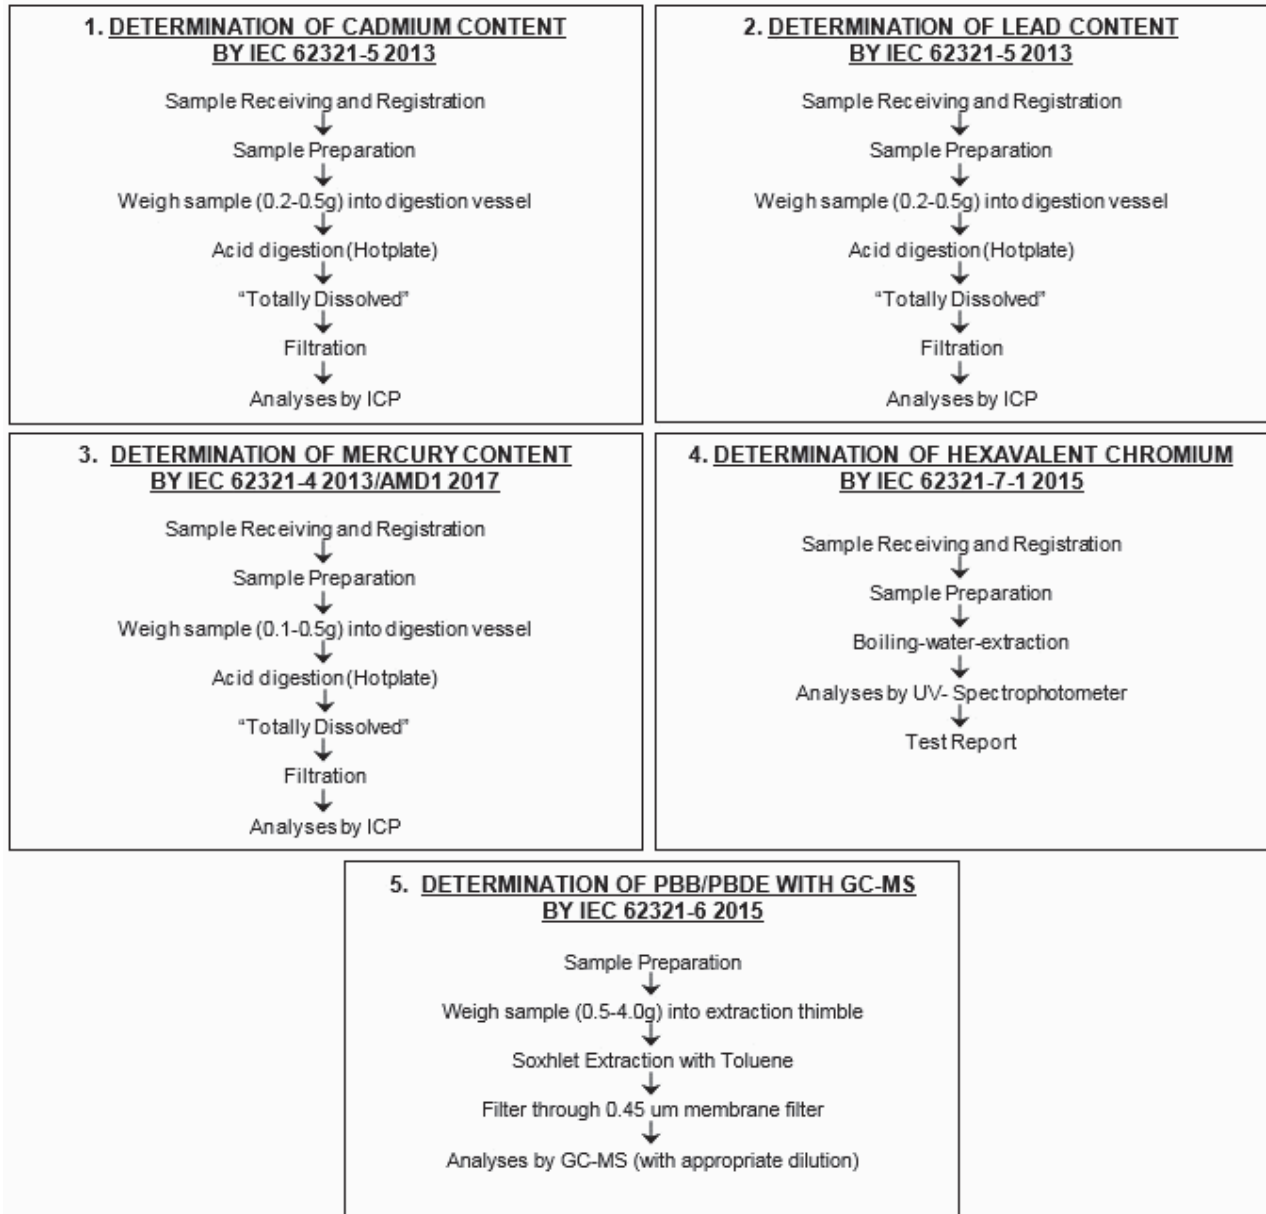 1. DETERMINATION OF CADMIUM CONTENT
BY IEC 62321-5 2013
Sample Receiving and Registration
Sample Preparation
Weigh sample (0.2-0.5g) into digestion vessel
Acid digestion (Hotplate)
“Totally Dissolved”
Filtration
Analyses by ICP
2. DETERMINATION OF LEAD CONTENT
BY IEC 62321-5 2013
Sample Receiving and Registration
Sample Preparation
Weigh sample (0.2-0.5g) into digestion vessel
Acid digestion (Hotplate)
“Totally Dissolved”
Filtration
Analyses by ICP
3. DETERMINATION OF MERCURY CONTENT
BY IEC 62321-4 2013/AMD1 2017
Sample Receiving and Registration
Sample Preparation
Weigh sample (0.1-0.5g) into digestion vessel
Acid digestion (Hotplate)
“Totally Dissolved”
Filtration
Analyses by ICP
4. DETERMINATION OF HEXAVALENT CHROMIUM
BY IEC 62321-7-1 2015
Sample Receiving and Registration
Sample Preparation
Boiling-water-extraction
Analyses by UV- Spectrophotometer
Test Report
5. DETERMINATION OF PBB/PBDE WITH GC-MS
BY IEC 62321-6 2015
Sample Preparation
Weigh sample (0.5-4.0g) into extraction thimble
Soxhlet Extraction with Toluene
Filter through 0.45 um membrane filter
Analyses by GC-MS (with appropriate dilution)